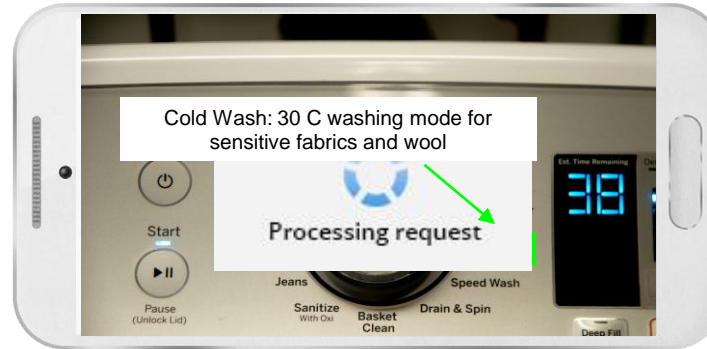 Cold Wash: 30 C washing mode for
sensitive fabrics and wool
Est. Time Remaining
38
Start
Processing request
Jeans
Speed Wash
Pause
(Unlock Lid)
Sanitize
With Oxi
Basket
Clean
Drain & Spin
Deep Fill